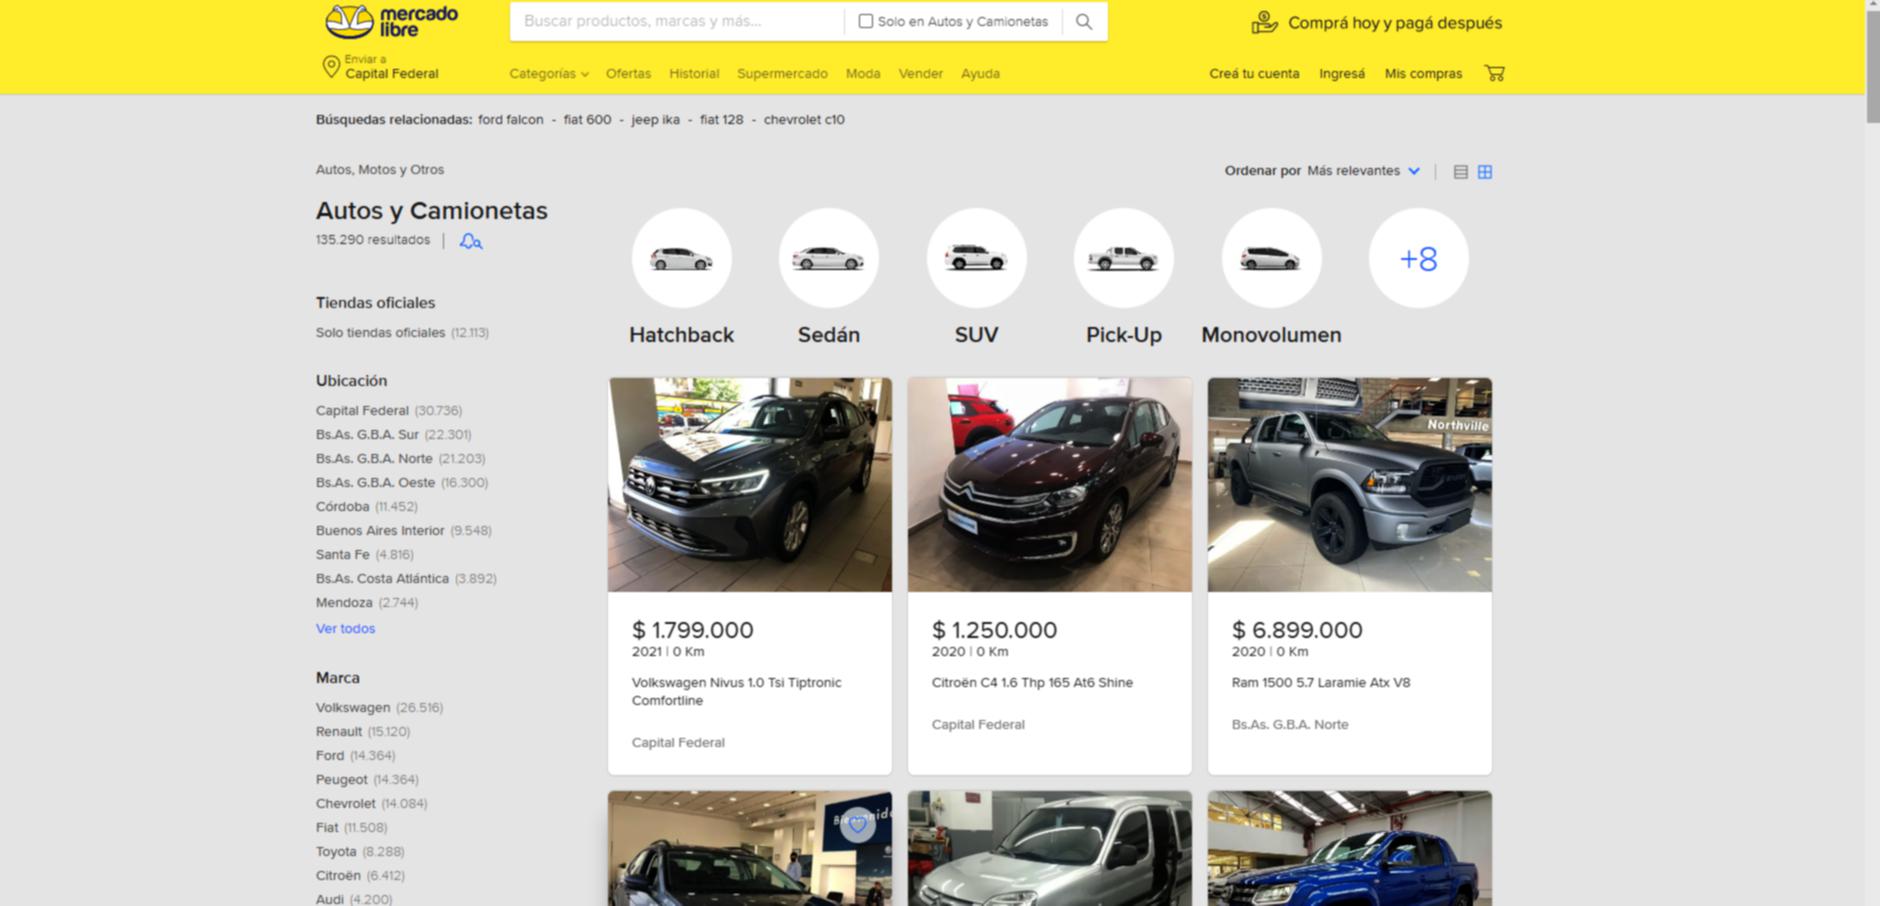 mercado
libre
Buscar productos, marcas y más...
Solo en Autos y Camionetas
Comprá hoy y pagá después
Enviar a
Capital Federal
Categorías Ofertas Historial Supermercado Moda Vender Ayuda
Creá tu cuenta Ingresá Mis compras
Búsquedas relacionadas: ford falcon - fiat 600 - jeep ika - fiat 128 - chevrolet c10
Autos, Motos y Otros
Ordenar por Más relevantes
Autos y Camionetas
135.290 resultados
+8
Hatchback Sedán SUV Pick-Up Monovolumen
Tiendas oficiales
Solo tiendas oficiales (12.113)
Ubicación
Capital Federal (30.736)
Bs.As. G.B.A. Sur (22.301)
Bs.As. G.B.A. Norte (21.203)
Bs.As. G.B.A. Oeste (16.300)
Córdoba (11.452)
Buenos Aires Interior (9.548)
Santa Fe (4.816)
Bs.As. Costa Atlántica (3.892)
Mendoza (2.744)
Ver todos
Marca
Volkswagen (26.516)
Renault (15.120)
Ford (14.364)
Peugeot (14.364)
Chevrolet (14.084)
Fiat (11.508)
Toyota (8.288)
Citroën (6.412)
Audi (4.200)
$ 1.799.000
2021 | 0 Km
Volkswagen Nivus 1.0 Tsi Tiptronic
Comfortline
Capital Federal
$ 1.250.000
2020 | 0 Km
Citroën C4 1.6 Thp 165 At6 Shine
Capital Federal
Northville
$ 6.899.000
2020 | 0 Km
Ram 1500 5.7 Laramie Atx V8
Bs.As. G.B.A. Norte